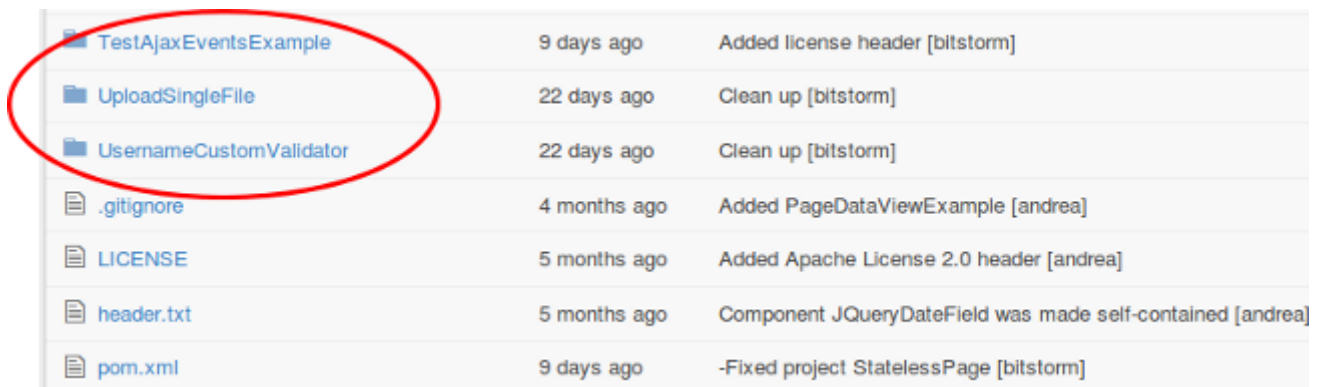 TestAjaxEventsExample 9 days ago Added license header [bitstorm]
UploadSingleFile 22 days ago Clean up [bitstorm]
UsernameCustomValidator 22 days ago Clean up [bitstorm]
.gitignore 4 months ago Added PageDataViewExample [andrea]
LICENSE 5 months ago Added Apache License 2.0 header [andrea]
header.txt 5 months ago Component JQueryDateField was made self-contained [andrea]
pom.xml 9 days ago -Fixed project StatelessPage [bitstorm]